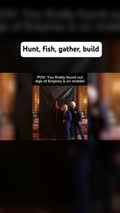 Hunt, fish, gather, build
POV: You finally found out
Age of Empires is on mobile!